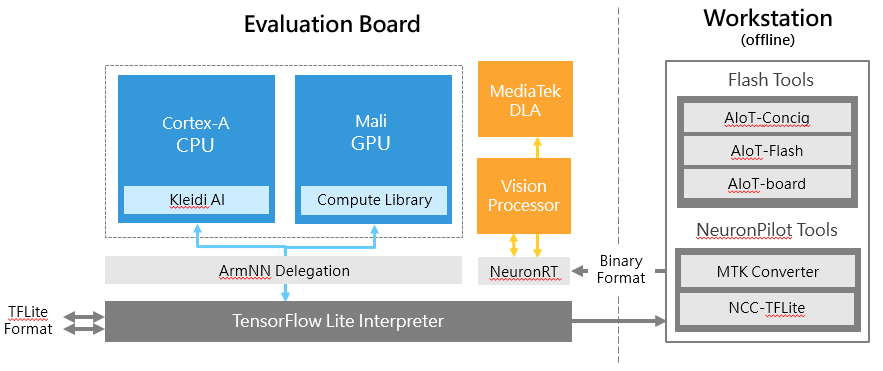 Evaluation Board
Workstation
(offline)
Cortex-A
CPU
Kleidi AI
Mali
GPU
Compute Library
MediaTek
DLA
Vision
Processor
ArmNN Delegation
NeuronRT
Binary
Format
TFLite
Format
TensorFlow Lite Interpreter
Flash Tools
AIoT-Concig
AIoT-Flash
AIoT-board
NeuronPilot Tools
MTK Converter
NCC-TFLite